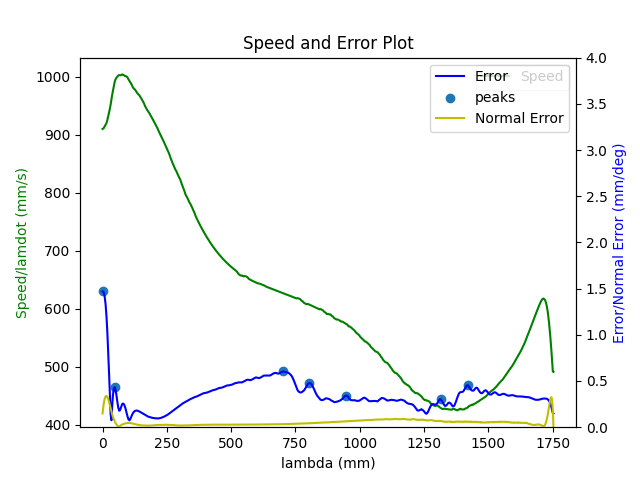 Speed and Error Plot
Speed/lamdot (mm/s)
1000
900
800
700
600
500
400
Error
Speed
peaks
Normal Error
4.0
3.5
3.0
2.5
2.0
1.5
1.0
0.5
0.0
Error/Normal Error (mm/deg)
0 250 500 750 1000 1250 1500 1750
lambda (mm)